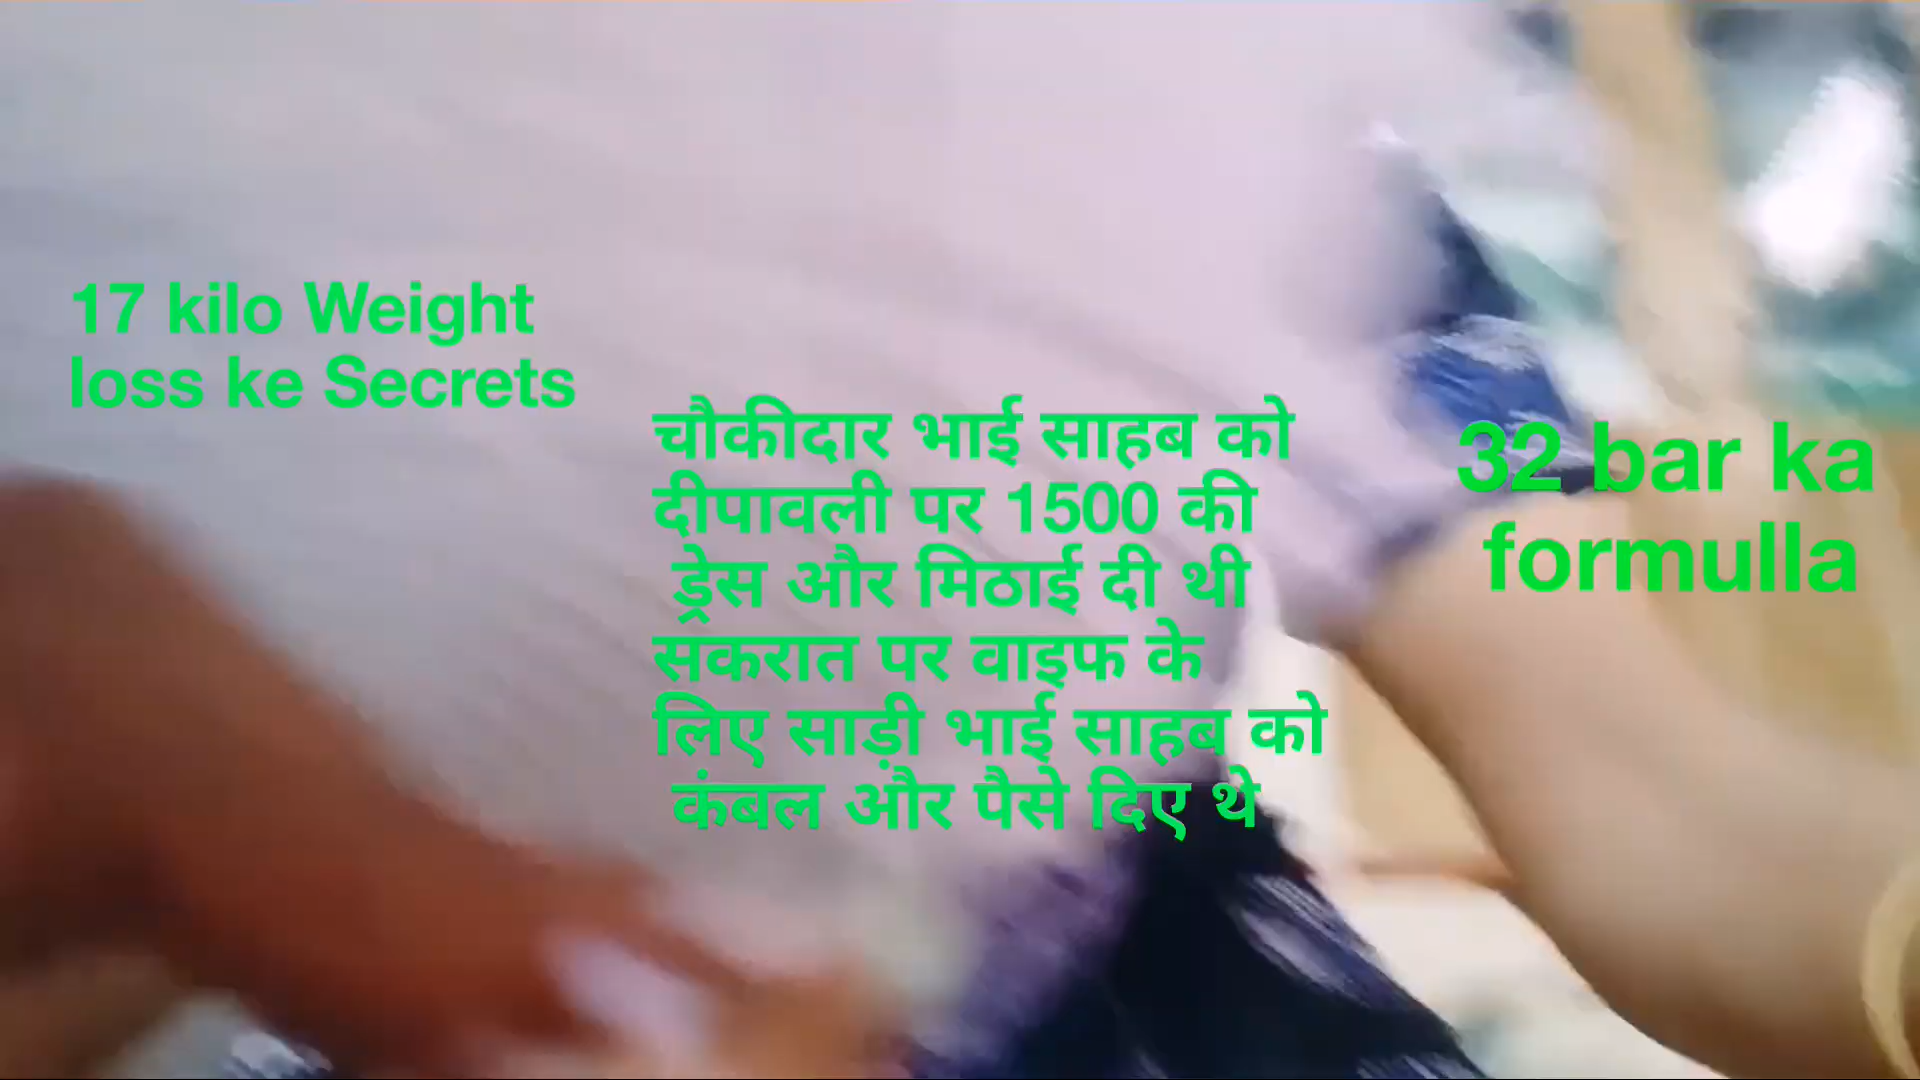 17 kilo Weight
loss ke Secrets
चौकीदार भाई साहब को
दीपावली पर 1500 की
ड्रेस और मिठाई दी थी
सकरात पर वाइफ के
लिए साड़ी भाई साहब को
कंबल और पैसे दिए थे
32 bar ka
formulla